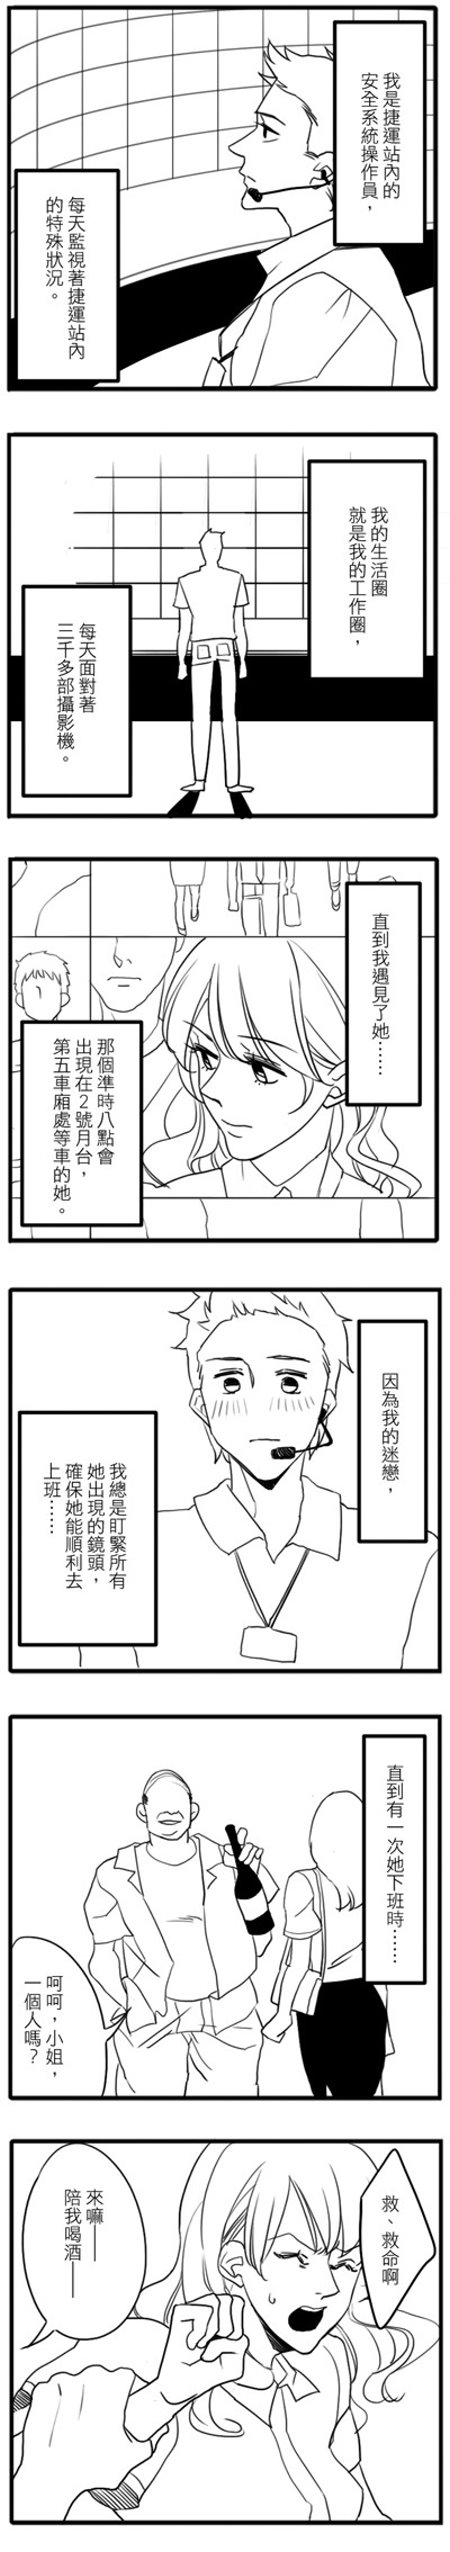 我是捷運站內的
安全系統操作員，
每天監視著捷運站內
的特殊狀況。
我的生活圈
就是我的工作圈，
每天面對著
三千多部攝影機。
直到我遇見了她……
那個準時八點會
出現在2號月台，
第五車廂處等車的她。
因為我的迷戀，
我總是盯緊所有
她出現的鏡頭，
確保她能順利去
上班……
直到有一次她下班時……
呵呵，小姐，
一個人嗎？
救、救命啊
來嘛——
陪我喝酒——